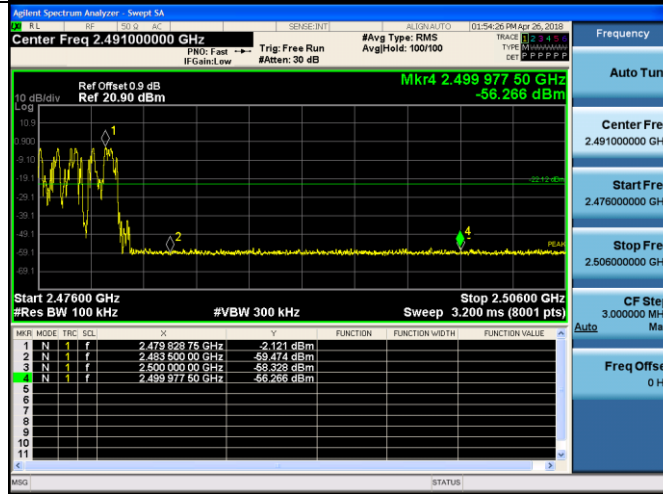 Agilent Spectrum Analyzer - Swept SA
RL RF 50 Ω AC SENSE:INT ALIGN AUTO 01:54:26 PM Apr 26, 2018
Center Freq 2.491000000 GHz
PNO: Fast
IFGain:Low
Trig: Free Run
#Atten: 30 dB
#Avg Type: RMS
Avg|Hold: 100/100
TRACE 1 2 3 4 5 6
TYPE M
DET P P P P P P
Frequency
Mkr4 2.499 977 50 GHz
-56.266 dBm
Ref Offset 0.9 dB
10 dB/div Ref 20.90 dBm
Log
10.9
0.900
-9.10
-19.1
-29.1
-39.1
-49.1
-59.1
-69.1
1
2
4
-22.12 dBm
PEAK
Start 2.47600 GHz Stop 2.50600 GHz
#Res BW 100 kHz #VBW 300 kHz Sweep 3.200 ms (8001 pts)
MKR MODE TRC SCL X Y FUNCTION FUNCTION WIDTH FUNCTION VALUE
1 N 1 f 2.479 828 75 GHz -2.121 dBm
2 N 1 f 2.483 500 00 GHz -59.474 dBm
3 N 1 f 2.500 000 00 GHz -58.328 dBm
4 N 1 f 2.499 977 50 GHz -56.266 dBm
5
6
7
8
9
10
11
MSG STATUS
Auto Tun
Center Fre
2.491000000 GH
Start Fre
2.476000000 GH
Stop Fre
2.506000000 GH
CF Ste
3.000000 MH
Auto Ma
Freq Offse
0 H